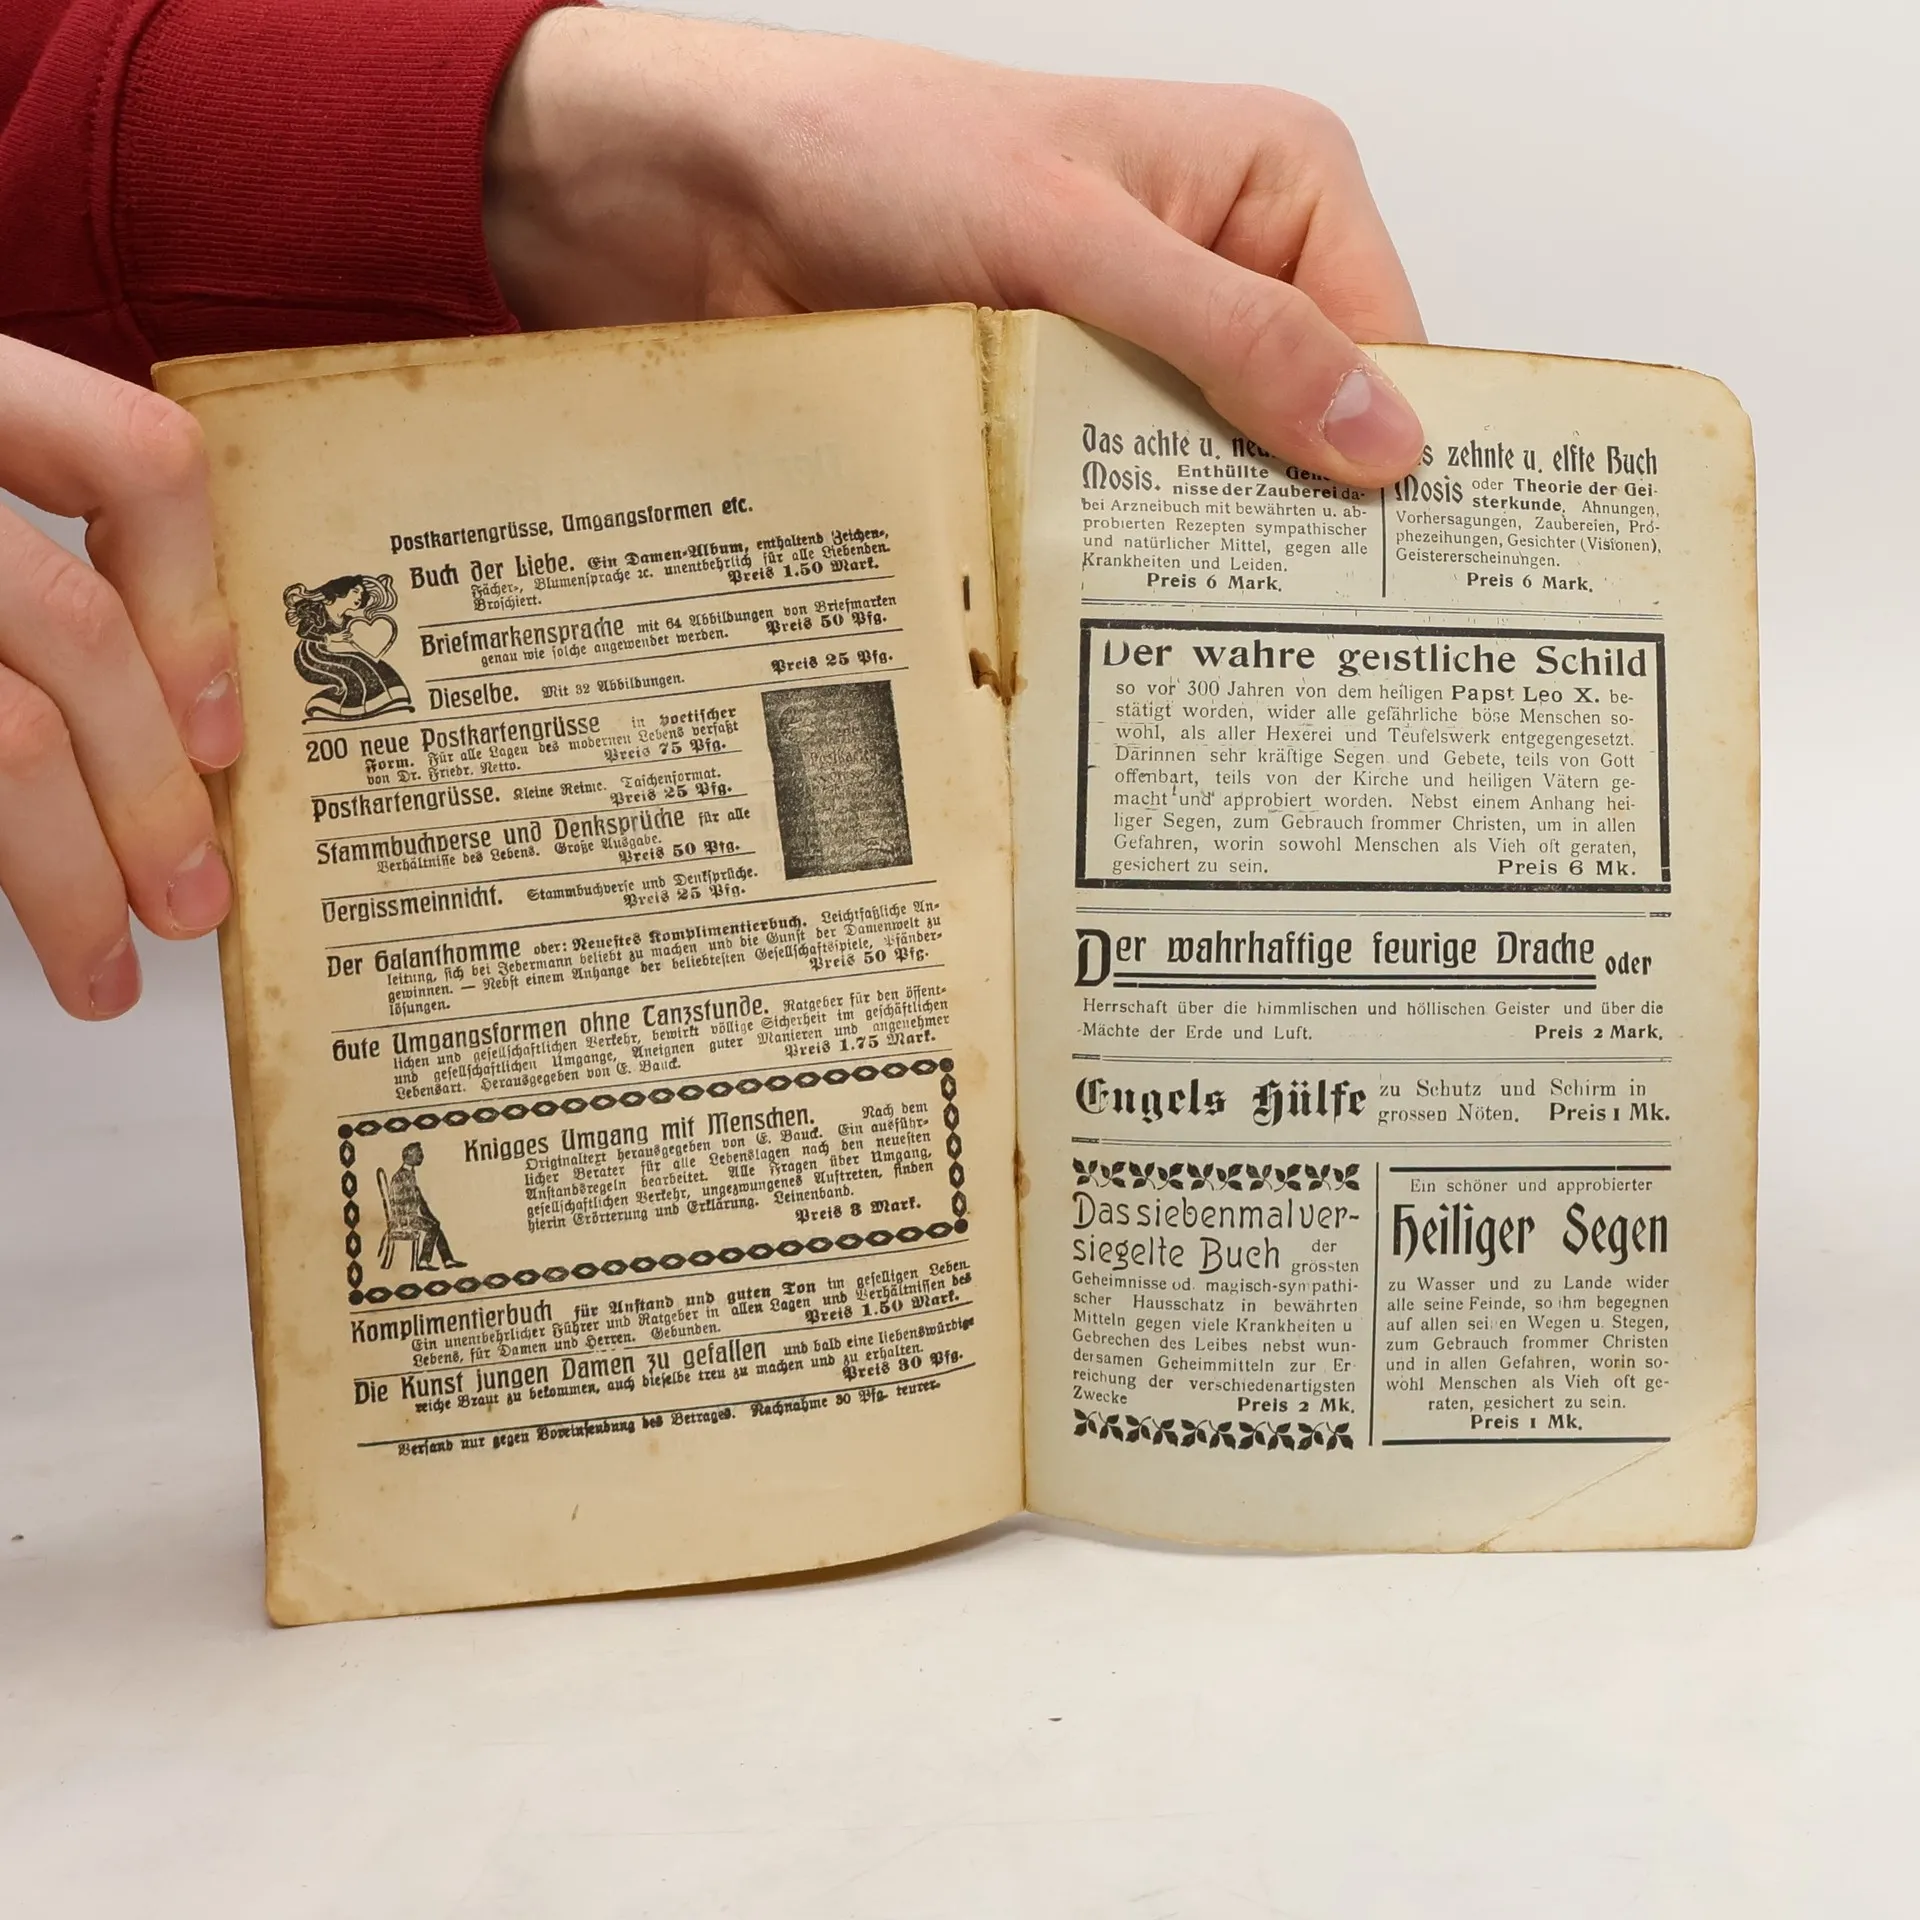 Postkartengrüsse, Umgangsformen etc.
Buch der Liebe. Ein Damen-Album, enthaltend Zeichen-,
Fächer-, Blumensprache ꝛc. unentbehrlich für alle Liebenden.
Broschiert. Preis 1.50 Mark.
Briefmarkensprache mit 64 Abbildungen von Briefmarken
genau wie solche angewendet werden. Preis 50 Pfg.
Dieselbe. Mit 32 Abbildungen. Preis 25 Pfg.
200 neue Postkartengrüsse in poetischer
Form. Für alle Lagen des modernen Lebens verfaßt
von Dr. Friedr. Netto. Preis 75 Pfg.
Postkartengrüsse. Kleine Reime. Taschenformat.
Preis 25 Pfg.
Stammbuchverse und Denksprüche für alle
Verhältnisse des Lebens. Große Ausgabe.
Preis 50 Pfg.
Vergissmeinnicht. Stammbuchverse und Denksprüche.
Preis 25 Pfg.
Der Galanthomme oder: Neuestes Komplimentierbuch. Leichtfaßliche An-
leitung, sich bei Jedermann beliebt zu machen und die Gunst der Damenwelt zu
gewinnen. — Nebst einem Anhange der beliebtesten Gesellschaftsspiele, Pfänder-
lösungen. Preis 50 Pfg.
Gute Umgangsformen ohne Tanzstunde. Ratgeber für den öffent-
lichen und gesellschaftlichen Verkehr, bewirkt völlige Sicherheit im geschäftlichen
und gesellschaftlichen Umgange, Aneignen guter Manieren und angenehmer
Lebensart. Herausgegeben von E. Bauck. Preis 1.75 Mark.
Knigges Umgang mit Menschen. Nach dem
Originaltext herausgegeben von E. Bauck. Ein ausführ-
licher Berater für alle Lebenslagen nach den neuesten
Anstandsregeln bearbeitet. Alle Fragen über Umgang,
gesellschaftlichen Verkehr, ungezwungenes Auftreten, finden
hierin Erörterung und Erklärung. Leinenband.
Preis 3 Mark.
Komplimentierbuch für Anstand und guten Ton im geselligen Leben.
Ein unentbehrlicher Führer und Ratgeber in allen Lagen und Verhältnissen des
Lebens, für Damen und Herren. Gebunden. Preis 1.50 Mark.
Die Kunst jungen Damen zu gefallen und bald eine liebenswürdige
reiche Braut zu bekommen, auch dieselbe treu zu machen und zu erhalten.
Preis 30 Pfg.
Versand nur gegen Voreinsendung des Betrages. Nachnahme 30 Pfg. teurer.
Das achte u.
Mosis. Enthüllte
nisse der Zauberei da-
bei Arzneibuch mit bewährten u. ab-
probierten Rezepten sympathischer
und natürlicher Mittel, gegen alle
Krankheiten und Leiden.
Preis 6 Mark.
zehnte u. elfte Buch
Mosis oder Theorie der Gei-
sterkunde, Ahnungen,
Vorhersagungen, Zaubereien, Pro-
phezeihungen, Gesichter (Visionen),
Geistererscheinungen.
Preis 6 Mark.
Der wahre geistliche Schild
so vor 300 Jahren von dem heiligen Papst Leo X. be-
stätigt worden, wider alle gefährliche böse Menschen so-
wohl, als aller Hexerei und Teufelswerk entgegengesetzt.
Darinnen sehr kräftige Segen und Gebete, teils von Gott
offenbart, teils von der Kirche und heiligen Vätern ge-
macht und approbiert worden. Nebst einem Anhang hei-
liger Segen, zum Gebrauch frommer Christen, um in allen
Gefahren, worin sowohl Menschen als Vieh oft geraten,
gesichert zu sein. Preis 6 Mk.
Der wahrhaftige feurige Drache oder
Herrschaft über die himmlischen und höllischen Geister und über die
Mächte der Erde und Luft. Preis 2 Mark.
Engels Hülfe zu Schutz und Schirm in
grossen Nöten. Preis 1 Mk.
Das siebenmal ver-
siegelte Buch der
grössten
Geheimnisse od. magisch-sympathi-
scher Hausschatz in bewährten
Mitteln gegen viele Krankheiten u
Gebrechen des Leibes nebst wun-
dersamen Geheimmitteln zur Er-
reichung der verschiedenartigsten
Zwecke Preis 2 Mk.
Ein schöner und approbierter
Heiliger Segen
zu Wasser und zu Lande wider
alle seine Feinde, so ihm begegnen
auf allen seinen Wegen u. Stegen,
zum Gebrauch frommer Christen
und in allen Gefahren, worin so-
wohl Menschen als Vieh oft ge-
raten, gesichert zu sein.
Preis 1 Mk.